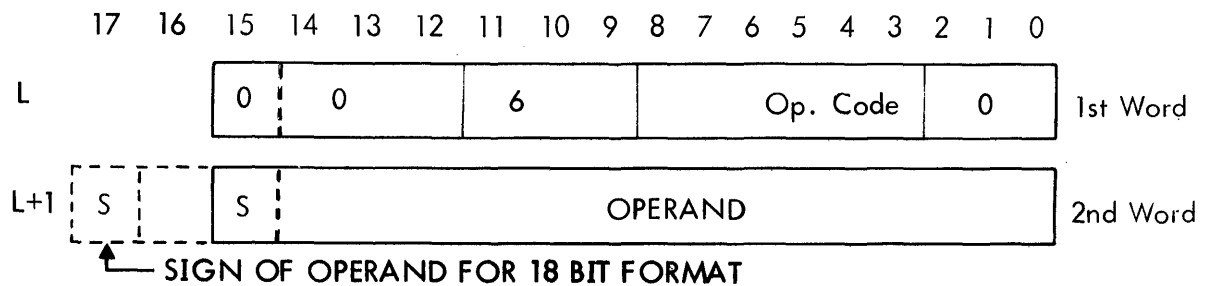 17 16 15 14 13 12 11 10 9 8 7 6 5 4 3 2 1 0
L 0 0 6 Op. Code 0 1st Word
L+1 S S OPERAND 2nd Word
SIGN OF OPERAND FOR 18 BIT FORMAT